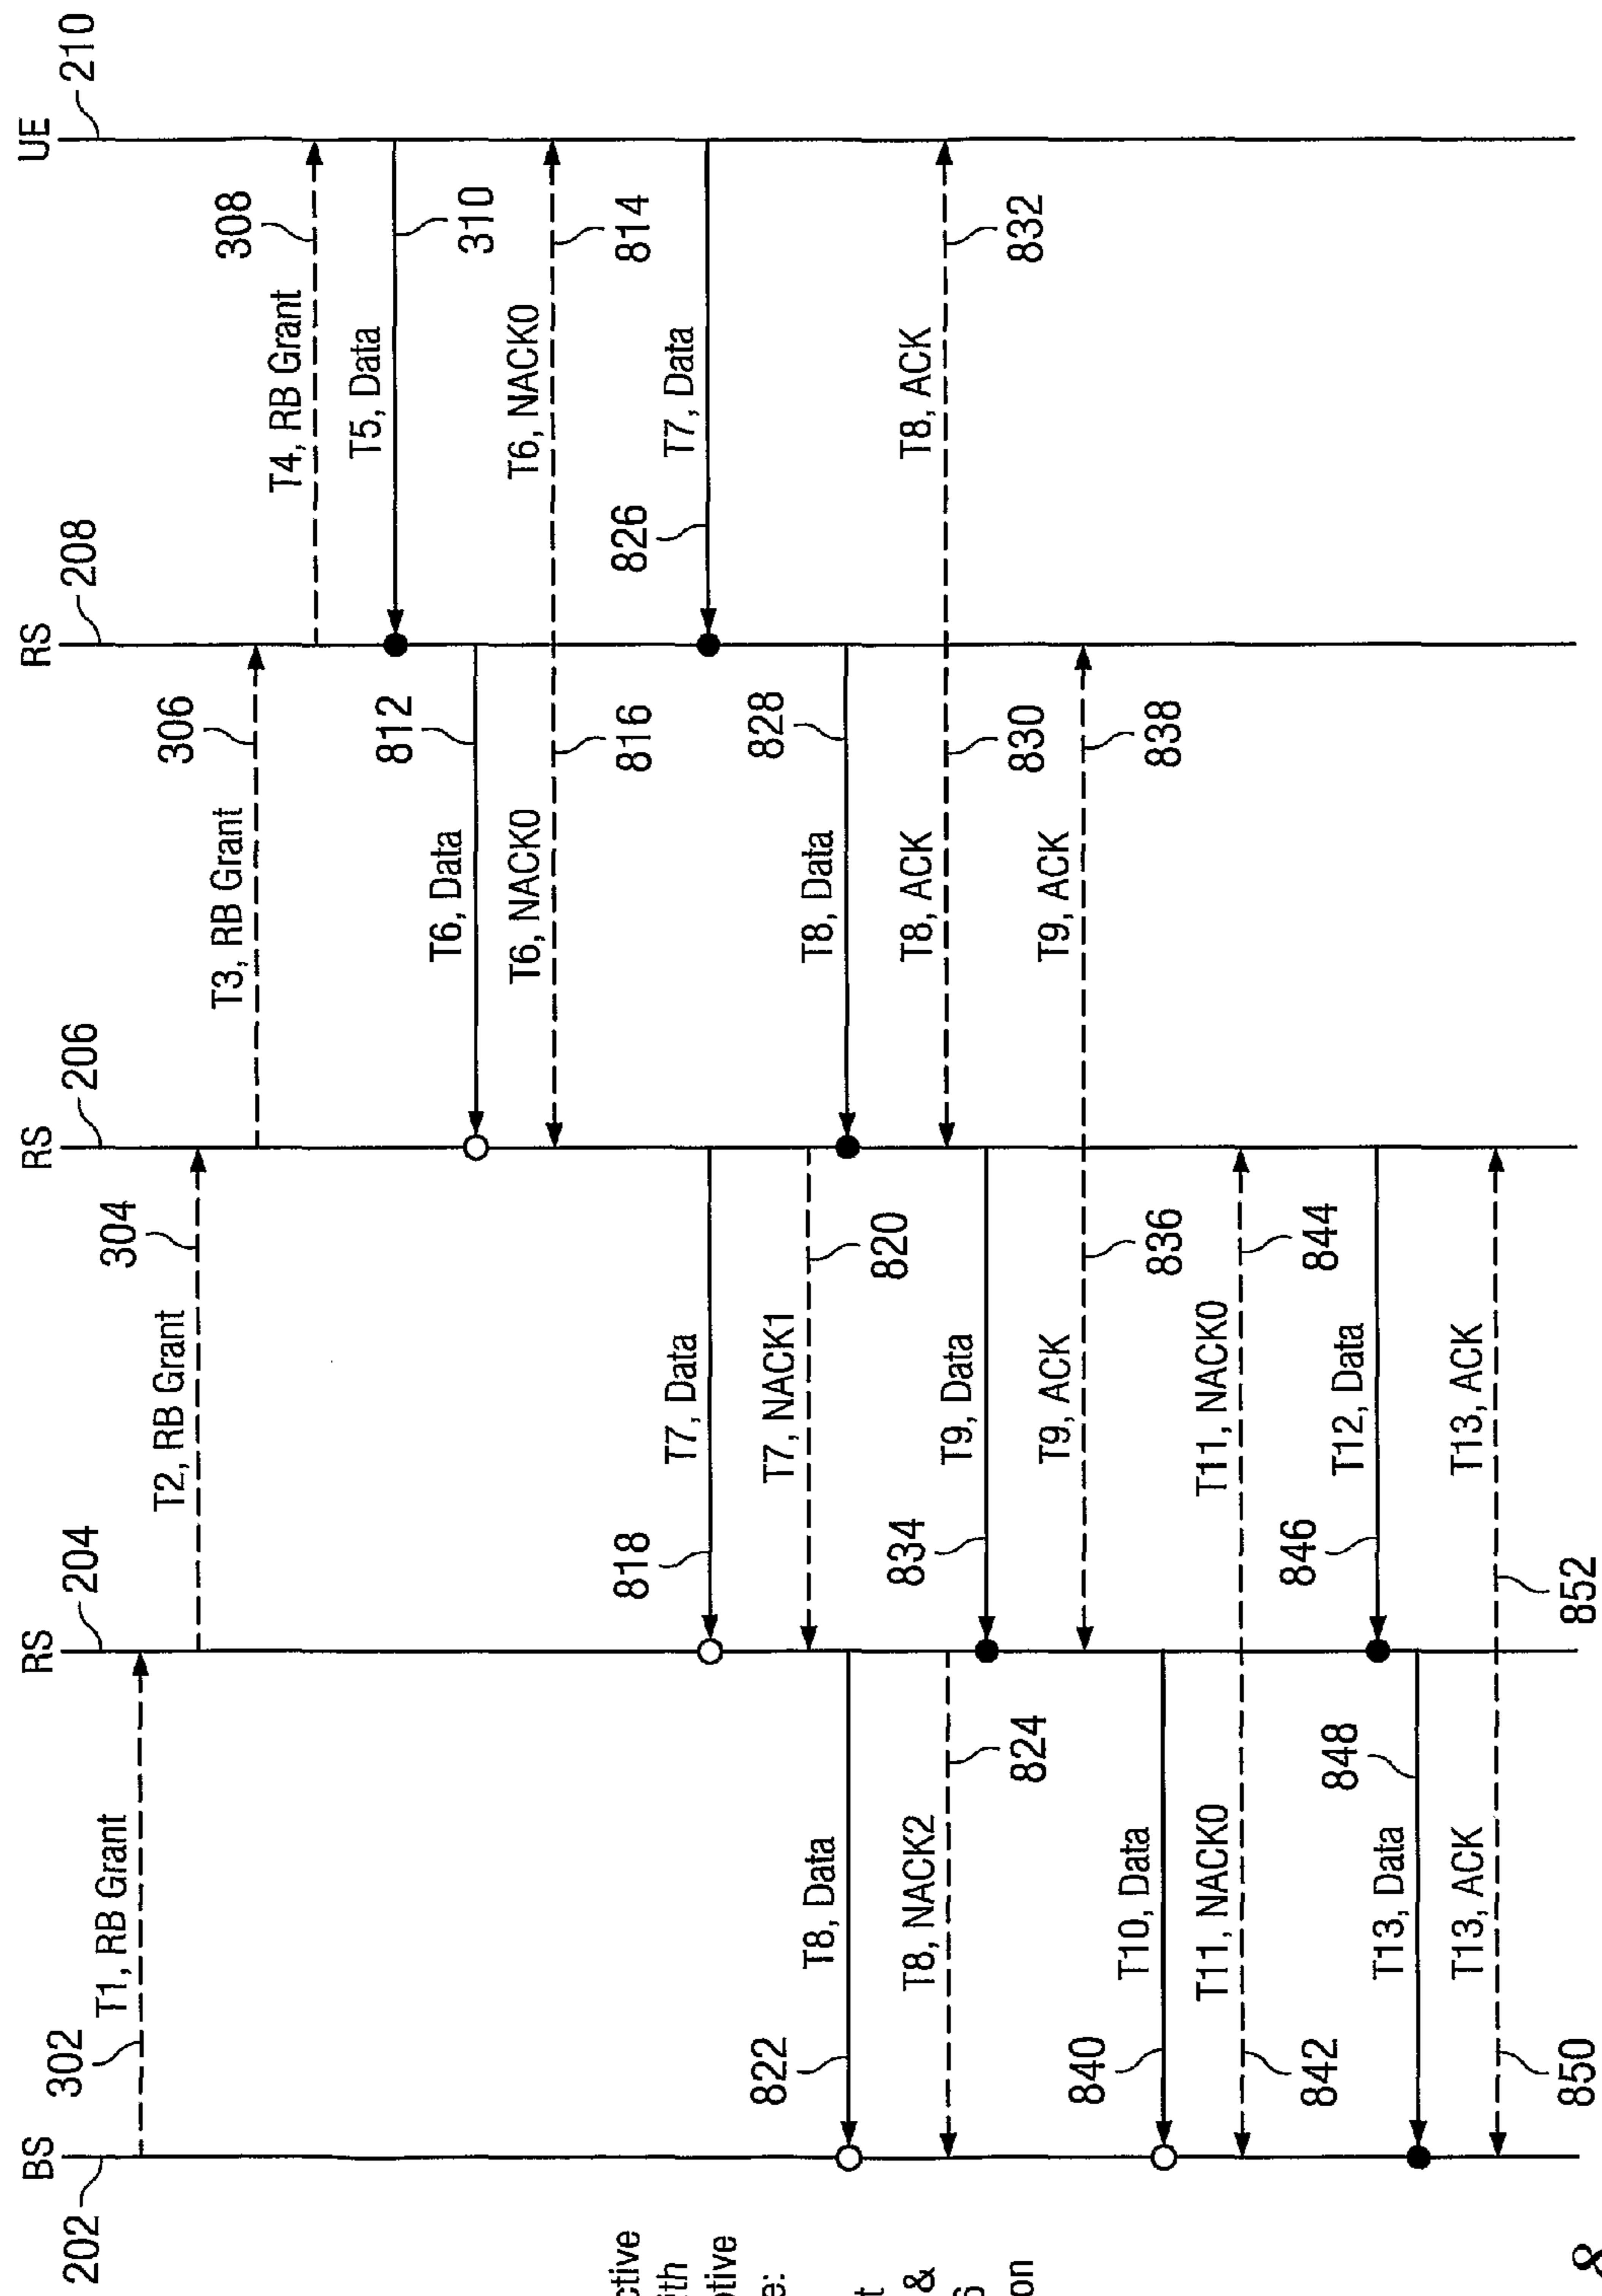 BS RS RS RS UE
202 204 206 208 210
302 T1, RB Grant
T2, RB Grant 304
T3, RB Grant 306
T4, RB Grant 308
T5, Data 310
T6, Data 812
T6, NACK0 816
T6, NACK0 814
818 T7, Data
826 T7, Data
T7, NACK1 820
822 T8, Data
T8, Data 828
T8, NACK2 824
T8, ACK 830
T8, ACK 832
834 T9, Data
T9, ACK 836
T9, ACK 838
840 T10, Data
842 T11, NACK0
T11, NACK0 844
846 T12, Data
T13, Data 848
850 T13, ACK
852 T13, ACK
&
8